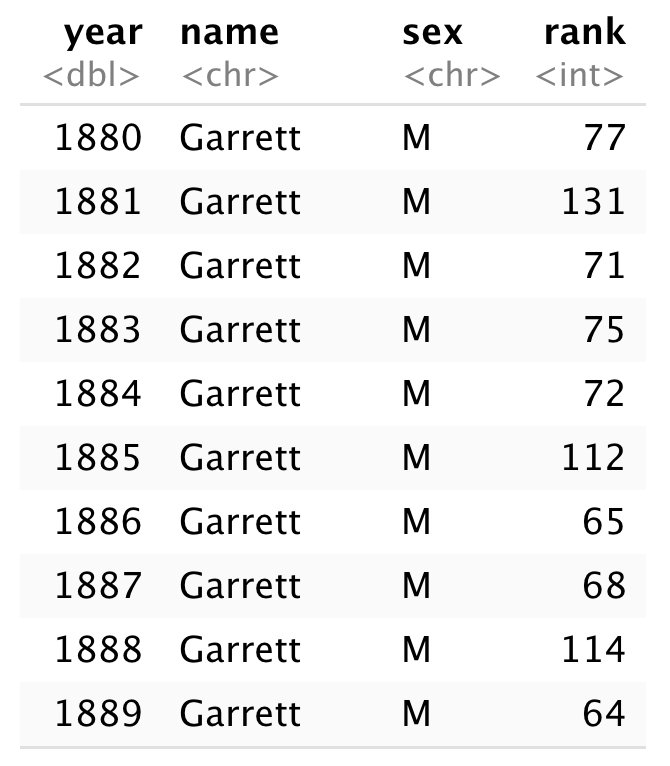 year name sex rank
<dbl> <chr> <chr> <int>
1880 Garrett M 77
1881 Garrett M 131
1882 Garrett M 71
1883 Garrett M 75
1884 Garrett M 72
1885 Garrett M 112
1886 Garrett M 65
1887 Garrett M 68
1888 Garrett M 114
1889 Garrett M 64